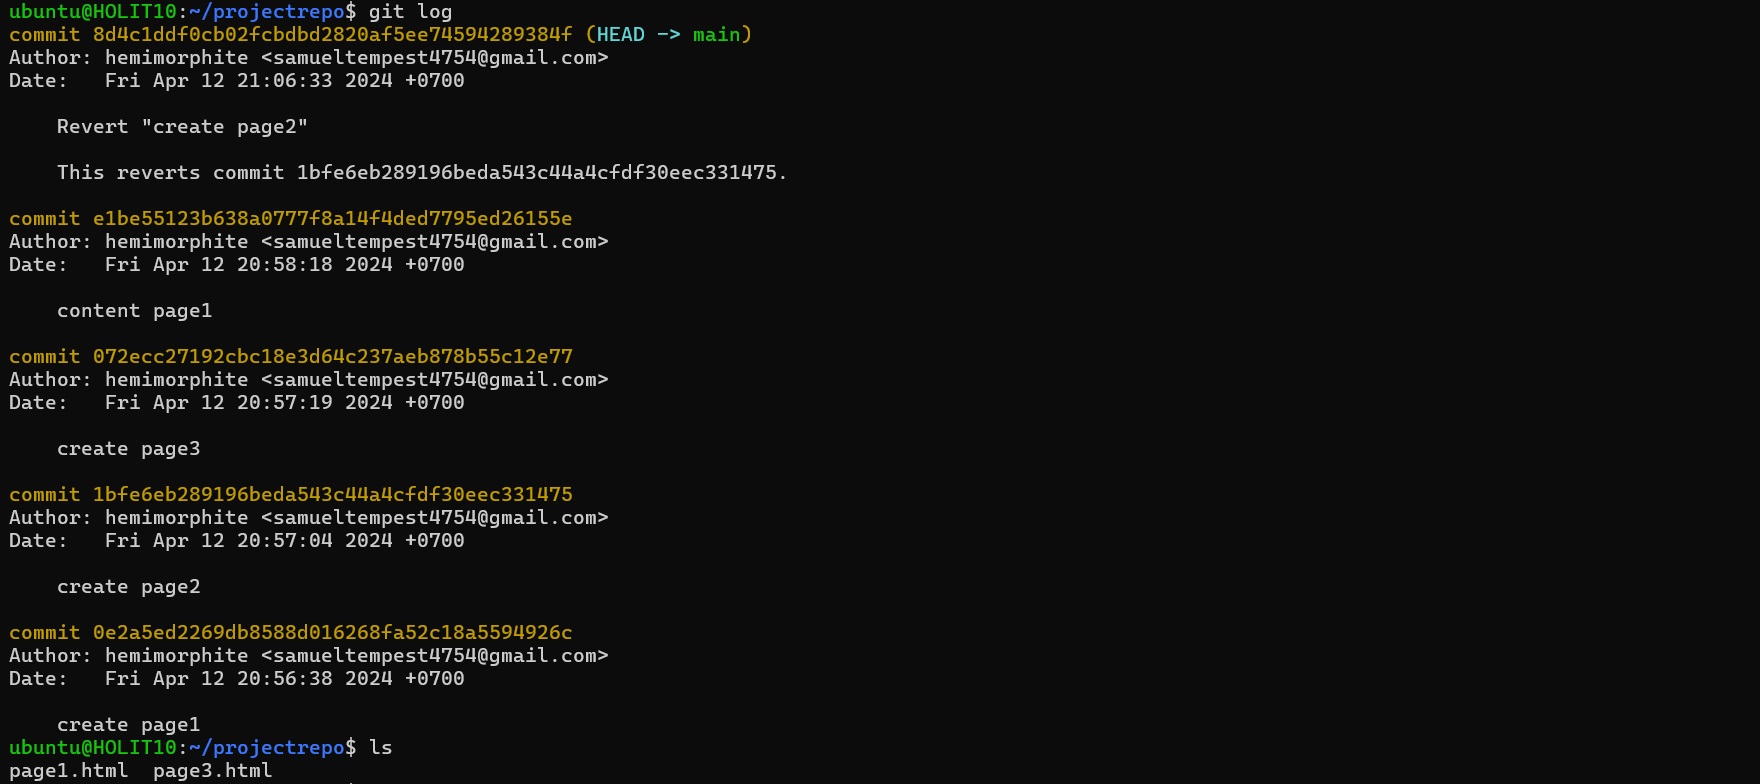 ubuntu@HOLIT10:~/projectrepo$ git log
commit 8d4c1ddf0cb02fcbdbd2820af5ee74594289384f (HEAD -> main)
Author: hemimorphite <samueltempest4754@gmail.com>
Date:   Fri Apr 12 21:06:33 2024 +0700

    Revert "create page2"

    This reverts commit 1bfe6eb289196beda543c44a4cfdf30eec331475.

commit e1be55123b638a0777f8a14f4ded7795ed26155e
Author: hemimorphite <samueltempest4754@gmail.com>
Date:   Fri Apr 12 20:58:18 2024 +0700

    content page1

commit 072ecc27192cbc18e3d64c237aeb878b55c12e77
Author: hemimorphite <samueltempest4754@gmail.com>
Date:   Fri Apr 12 20:57:19 2024 +0700

    create page3

commit 1bfe6eb289196beda543c44a4cfdf30eec331475
Author: hemimorphite <samueltempest4754@gmail.com>
Date:   Fri Apr 12 20:57:04 2024 +0700

    create page2

commit 0e2a5ed2269db8588d016268fa52c18a5594926c
Author: hemimorphite <samueltempest4754@gmail.com>
Date:   Fri Apr 12 20:56:38 2024 +0700

    create page1
ubuntu@HOLIT10:~/projectrepo$ ls
page1.html  page3.html